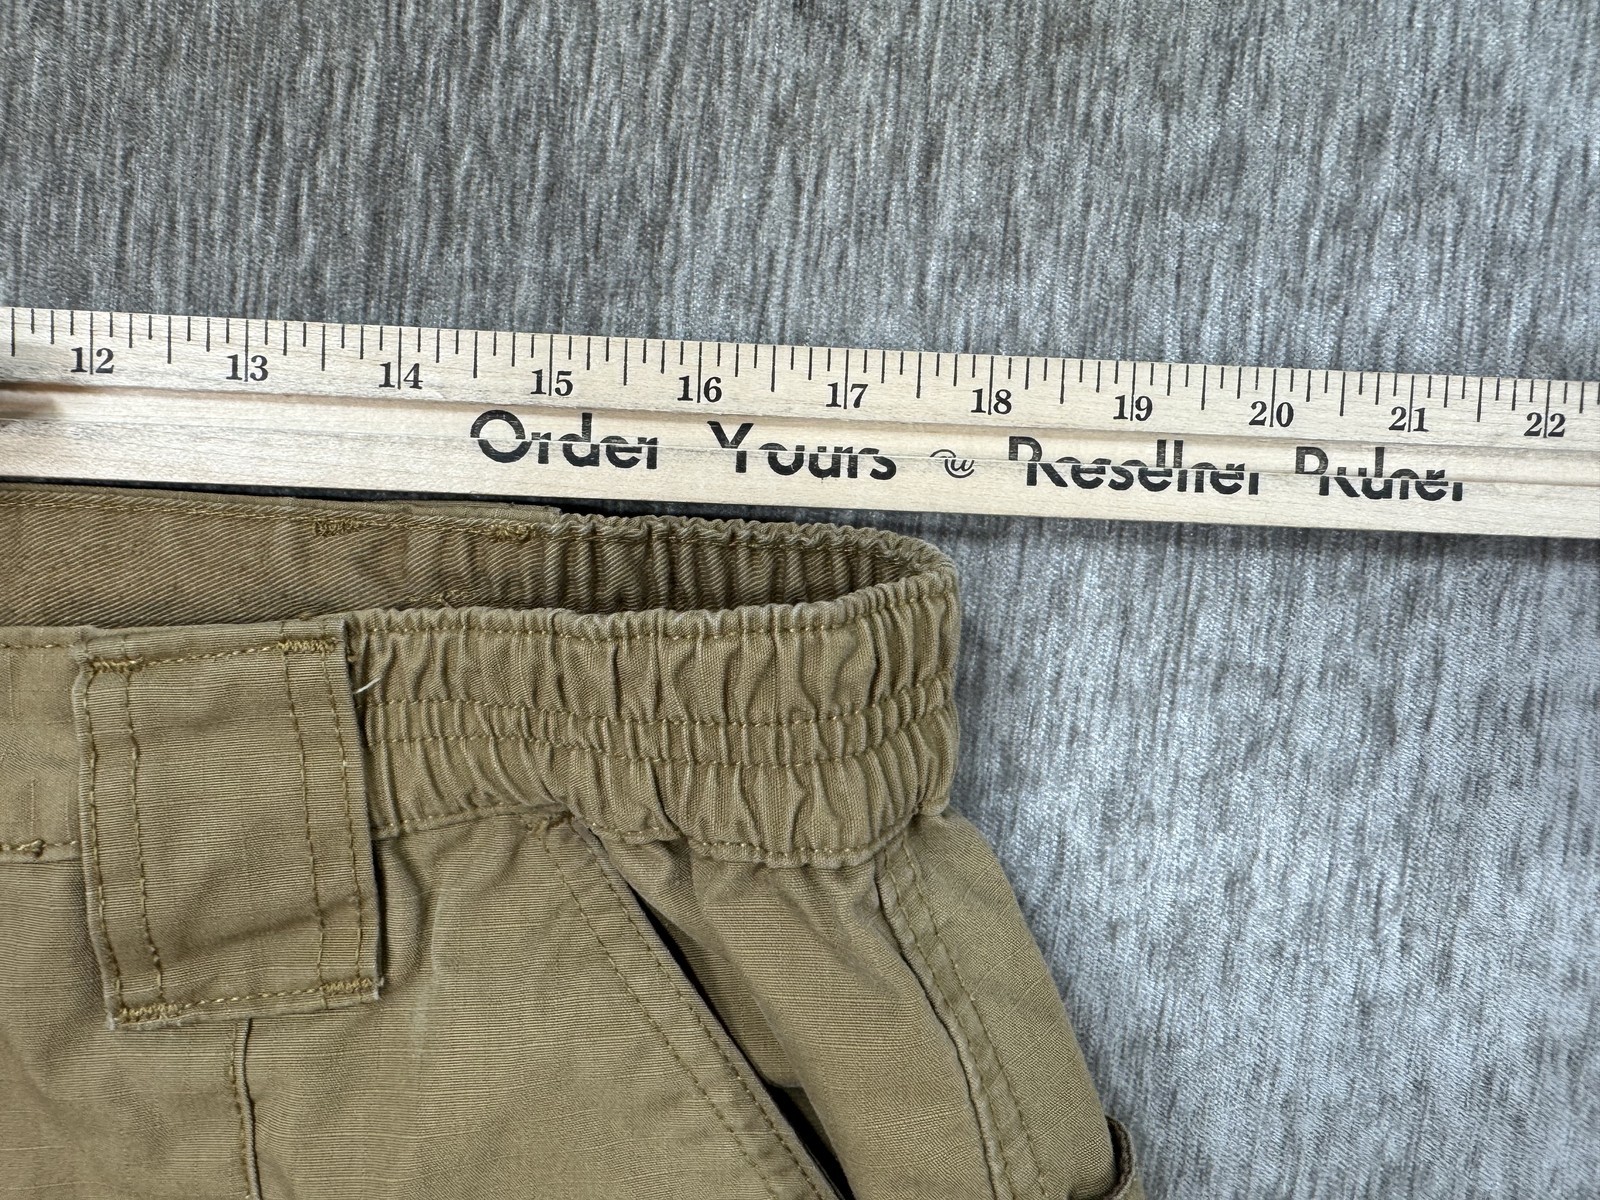 12 13 14 15 16 17 18 19 20 21 22
Order Yours @ Reseller Ruler